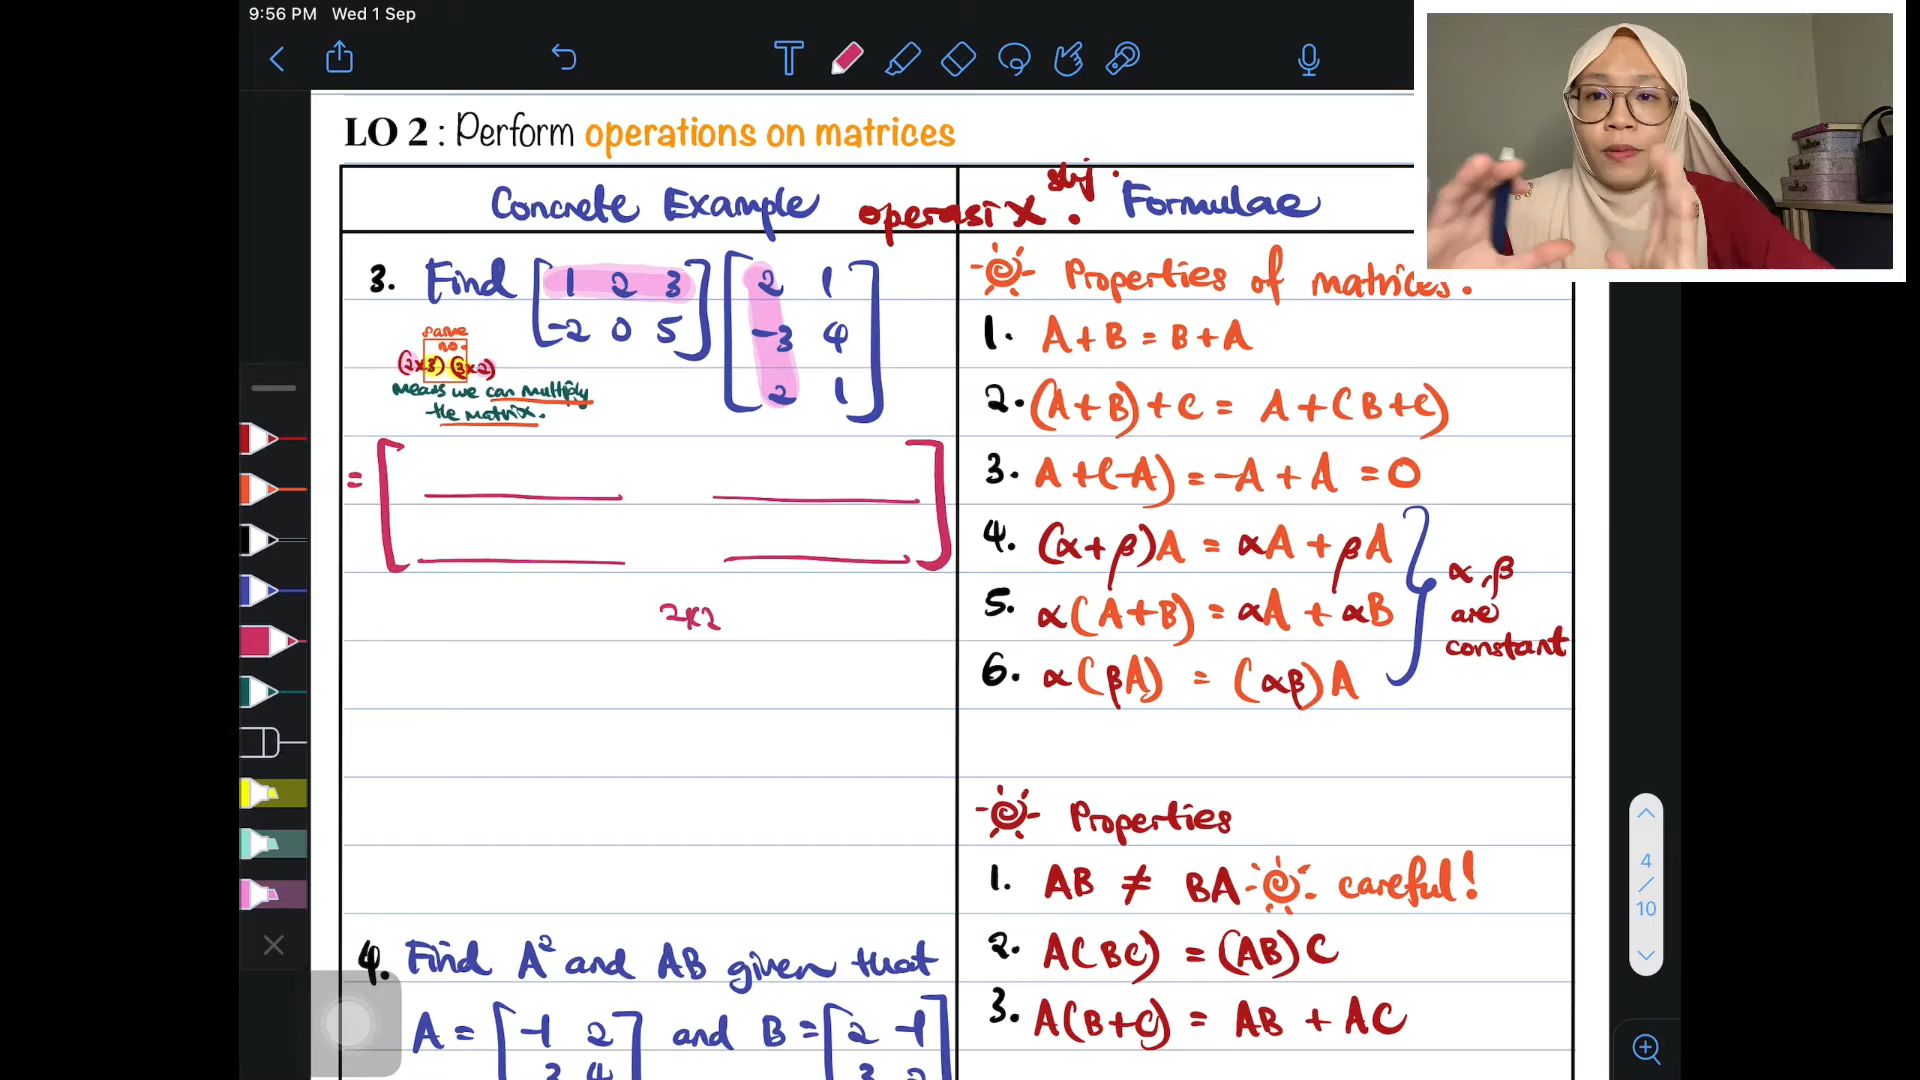 9:56 PM Wed 1 Sep
LO 2 : Perform operations on matrices
Concrete Example
operasi x shj.
Formulae
3. Find [1 2 3] [2 1]
[-2 0 5] [-3 4]
[2 1]
same
no.
(2x3) (3x2)
means we can multiply
the matrix.
=
2x2
4. Find A² and AB given that
A = [-1 2] and B = [2 -1]
3 4
Properties of matrices.
1. A + B = B + A
2. (A + B) + C = A + (B + C)
3. A + (-A) = -A + A = 0
4. (α + β)A = αA + βA
5. α(A + B) = αA + αB
6. α(βA) = (αβ)A
α, β
are
constant
Properties
1. AB ≠ BA careful!
2. A(BC) = (AB)C
3. A(B+C) = AB + AC
4
/
10